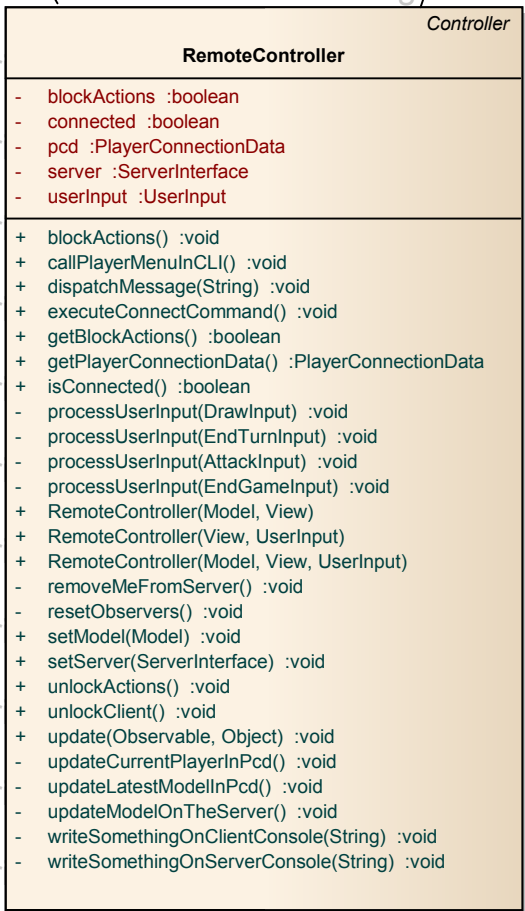 Controller
RemoteController
- blockActions :boolean
- connected :boolean
- pcd :PlayerConnectionData
- server :ServerInterface
- userInput :UserInput
+ blockActions() :void
+ callPlayerMenuInCLI() :void
+ dispatchMessage(String) :void
+ executeConnectCommand() :void
+ getBlockActions() :boolean
+ getPlayerConnectionData() :PlayerConnectionData
+ isConnected() :boolean
- processUserInput(DrawInput) :void
- processUserInput(EndTurnInput) :void
- processUserInput(AttackInput) :void
- processUserInput(EndGameInput) :void
+ RemoteController(Model, View)
+ RemoteController(View, UserInput)
+ RemoteController(Model, View, UserInput)
- removeMeFromServer() :void
- resetObservers() :void
+ setModel(Model) :void
+ setServer(ServerInterface) :void
+ unlockActions() :void
+ unlockClient() :void
+ update(Observable, Object) :void
- updateCurrentPlayerInPcd() :void
- updateLatestModelInPcd() :void
- updateModelOnTheServer() :void
- writeSomethingOnClientConsole(String) :void
- writeSomethingOnServerConsole(String) :void